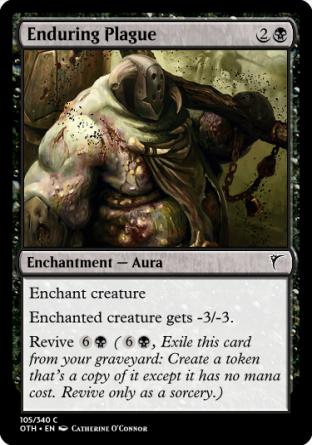 Enduring Plague 2
Enchantment — Aura
Enchant creature
Enchanted creature gets -3/-3.
Revive 6 ( 6 , Exile this card
from your graveyard: Create a token
that's a copy of it except it has no mana
cost. Revive only as a sorcery.)
105/340 C
OTH • EN Catherine O'Connor